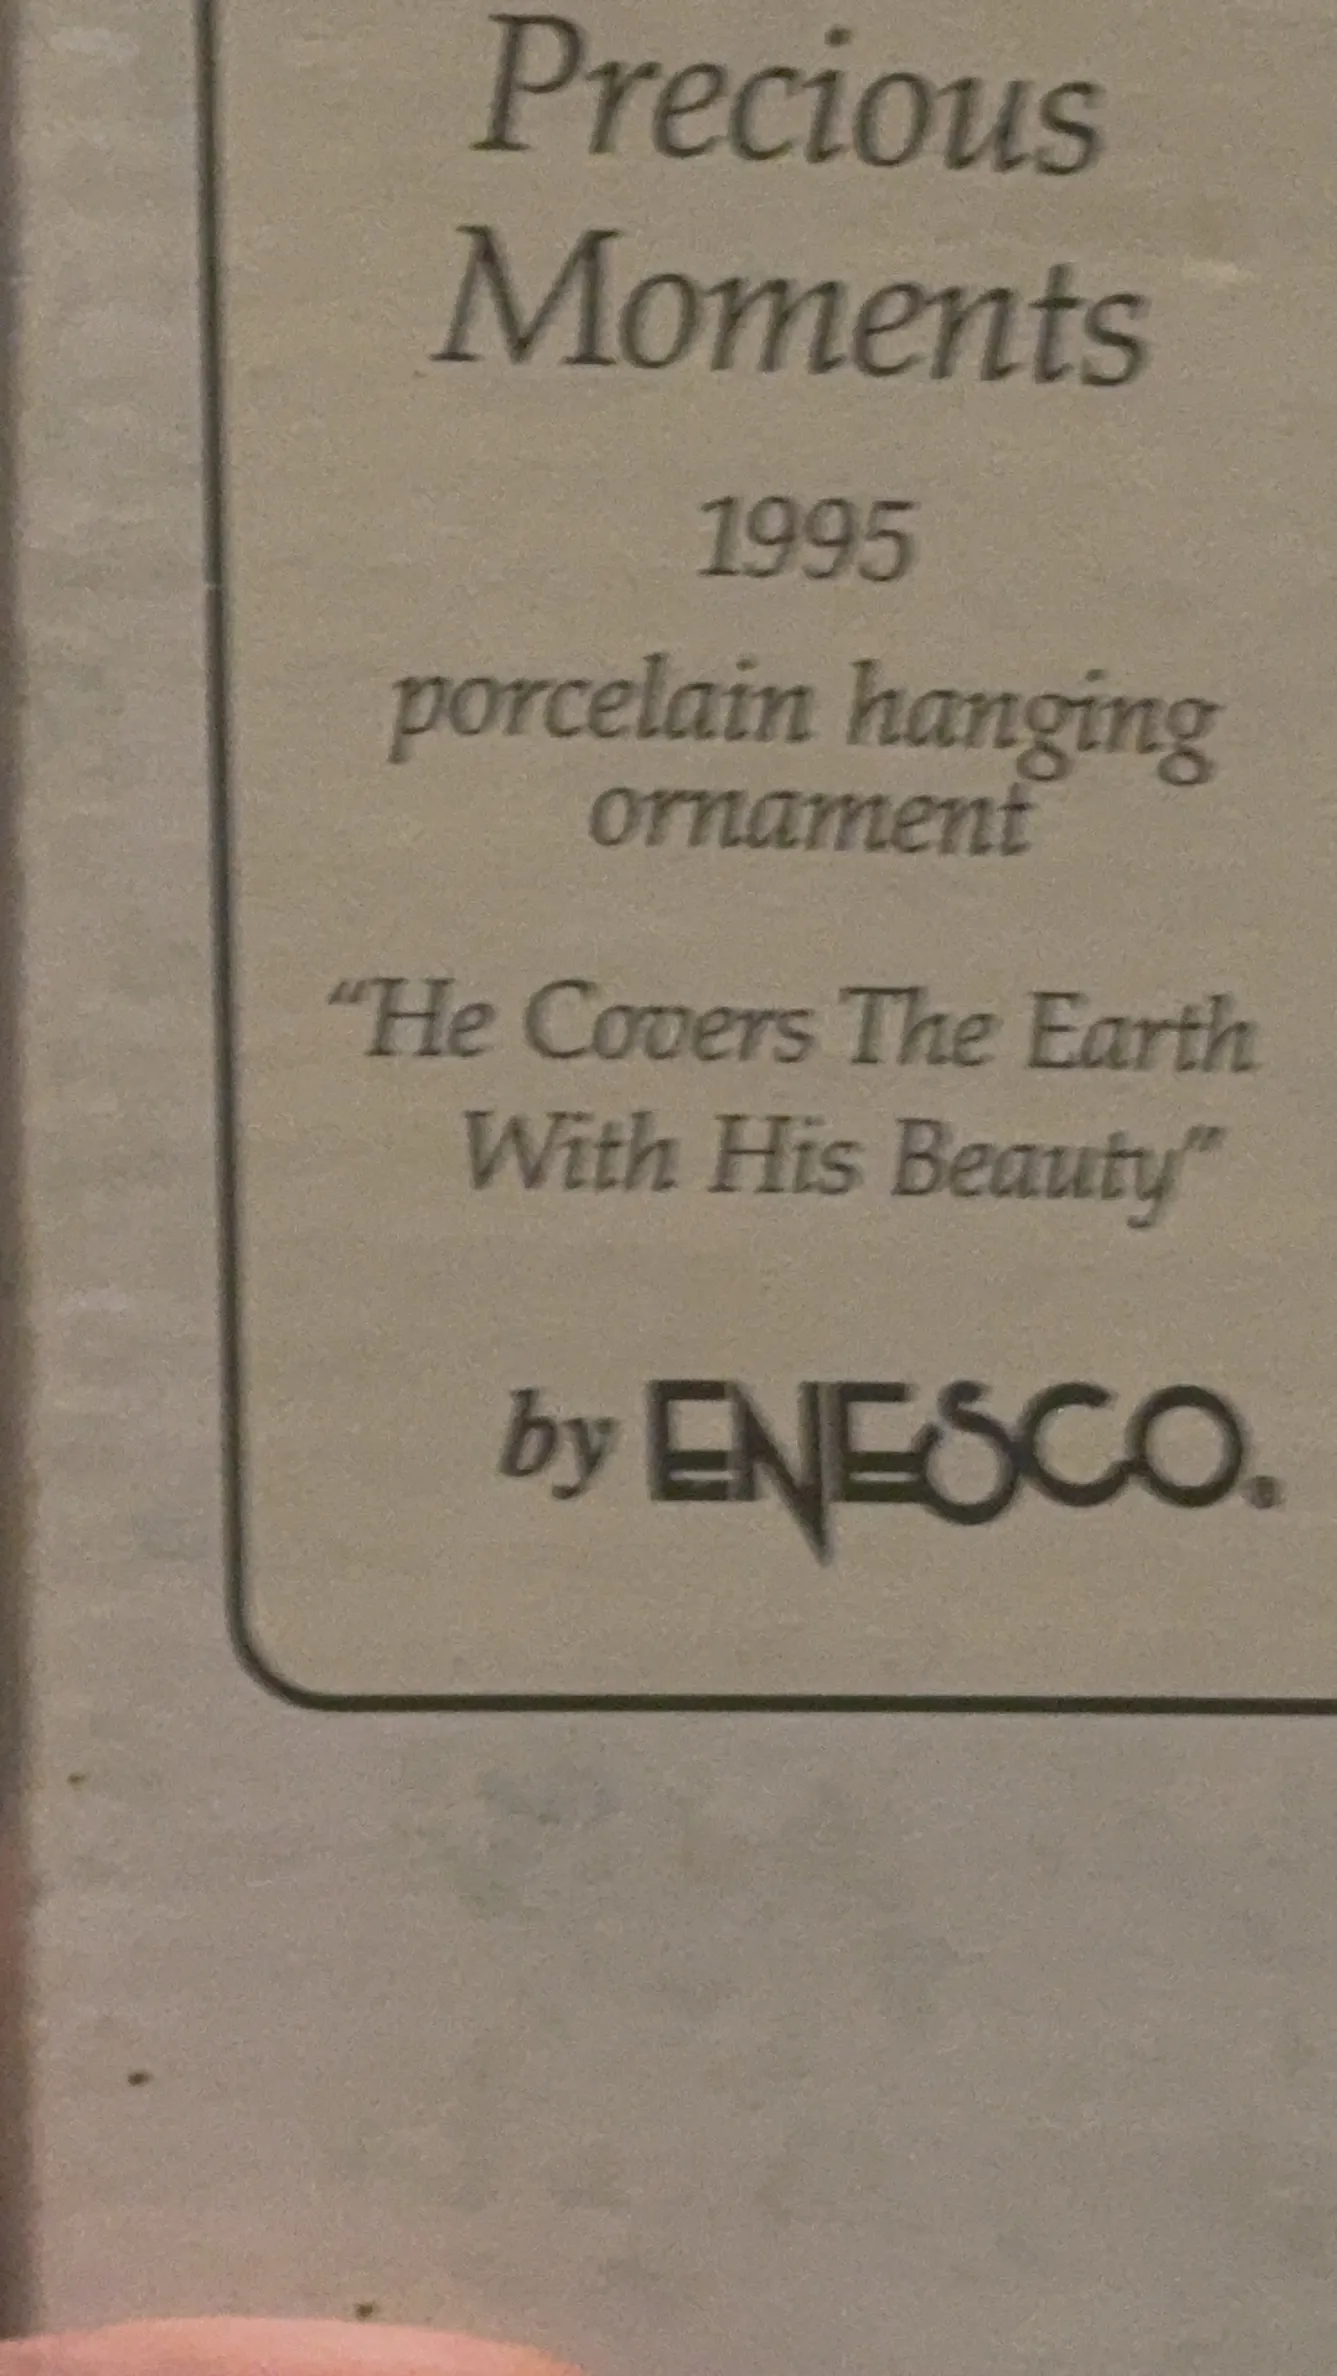 Precious
Moments
1995
porcelain hanging
ornament
“He Covers The Earth
With His Beauty”
by ENESCO®